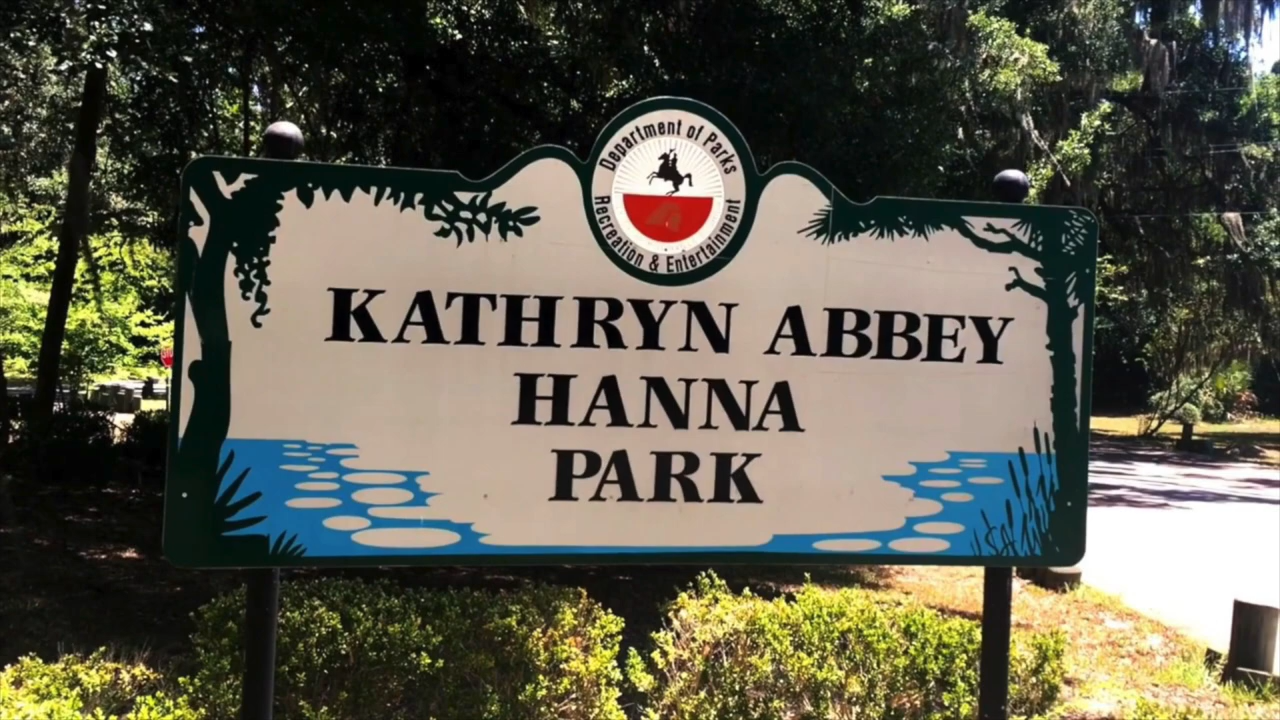 Department of Parks
Recreation & Entertainment
KATHRYN ABBEY
HANNA
PARK